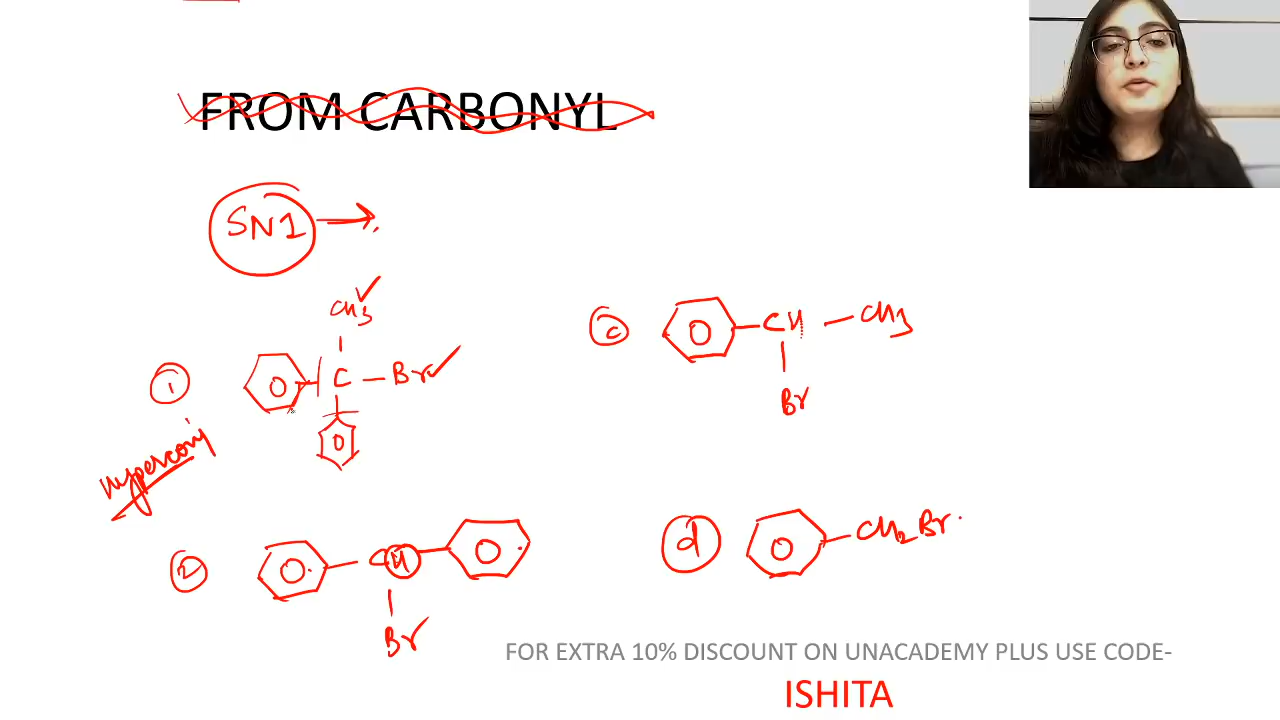 FROM CARBONYL
SN1 →
① CH3
C — Br
Hyperconj
② CH
Br
c CH — CH3
Br
d CH2Br
FOR EXTRA 10% DISCOUNT ON UNACADEMY PLUS USE CODE-
ISHITA